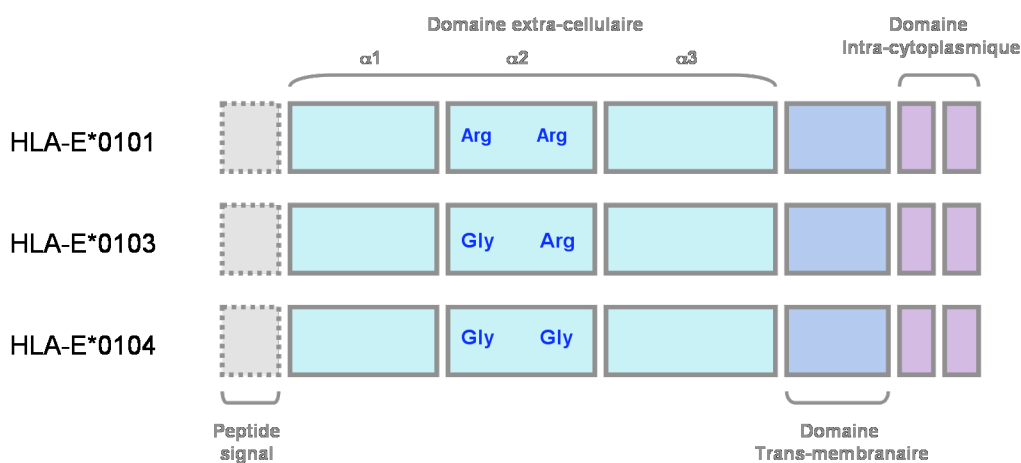 Domaine extra-cellulaire
Domaine
Intra-cytoplasmique
α1 α2 α3
HLA-E*0101 Arg Arg
HLA-E*0103 Gly Arg
HLA-E*0104 Gly Gly
Peptide
signal
Domaine
Trans-membranaire